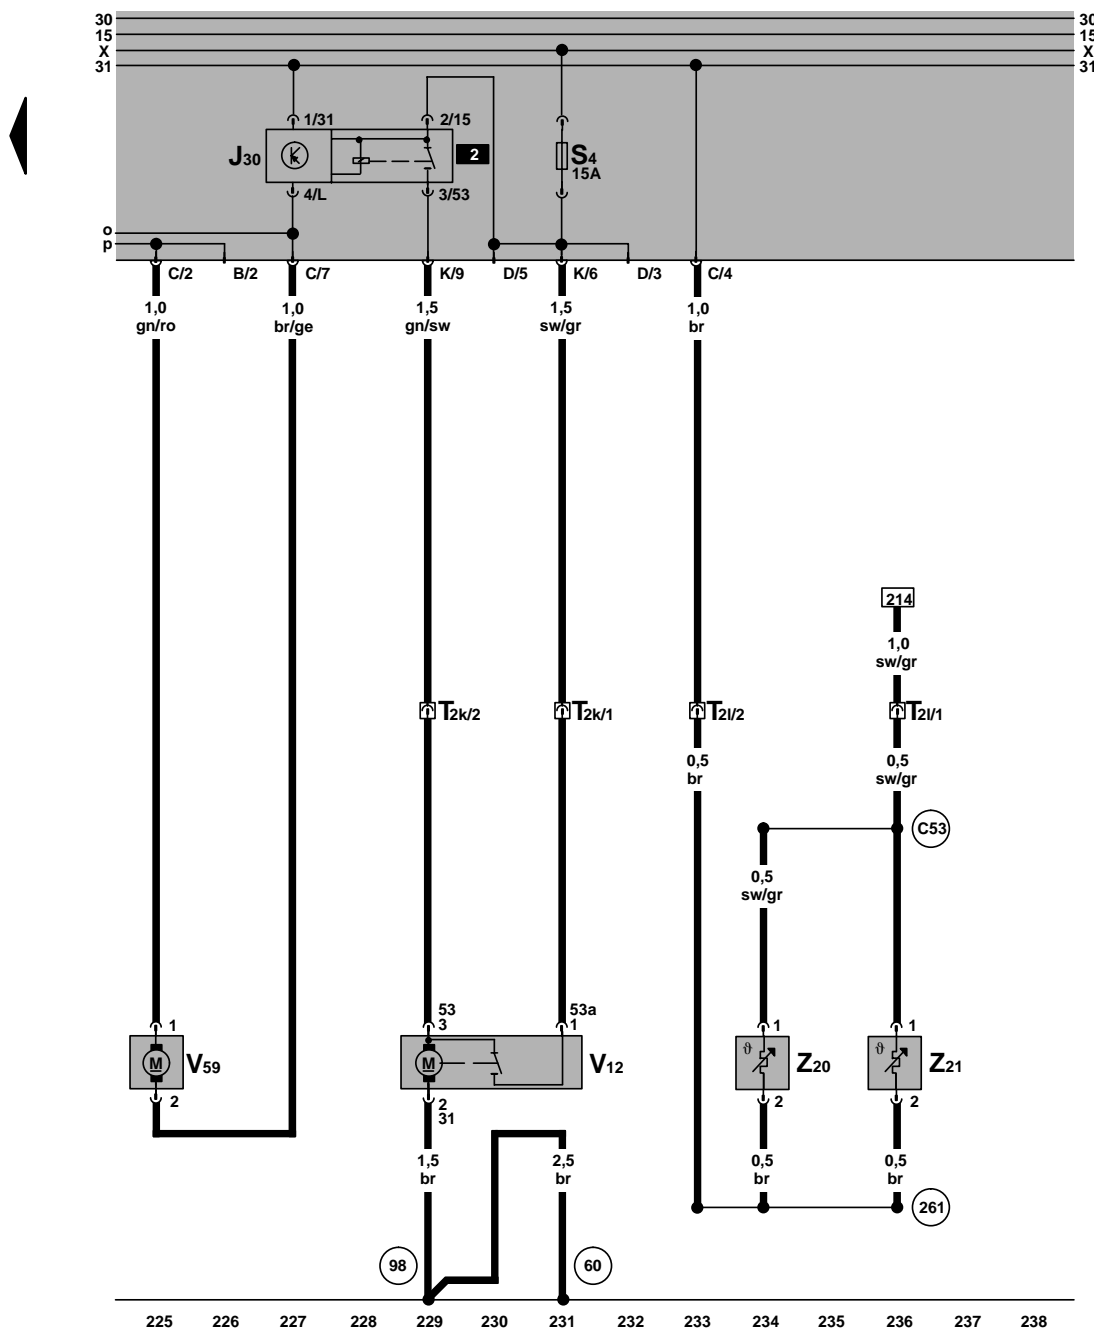 30 30
15 15
X X
31 31
1/31 2/15
J30 2 S4
15A
4/L 3/53
o
p
C/2 B/2 C/7 K/9 D/5 K/6 D/3 C/4
1,0 1,0 1,5 1,5 1,0
gn/ro br/ge gn/sw sw/gr br
214
1,0
sw/gr
T2k/2 T2k/1 T2l/2 T2l/1
0,5 0,5
br sw/gr
C53
0,5
sw/gr
53 53a
1 3 1 1 1
M V59 M V12 ϑ Z20 ϑ Z21
2 2 2 2
31
1,5 2,5 0,5 0,5
br br br br
261
98 60
225 226 227 228 229 230 231 232 233 234 235 236 237 238